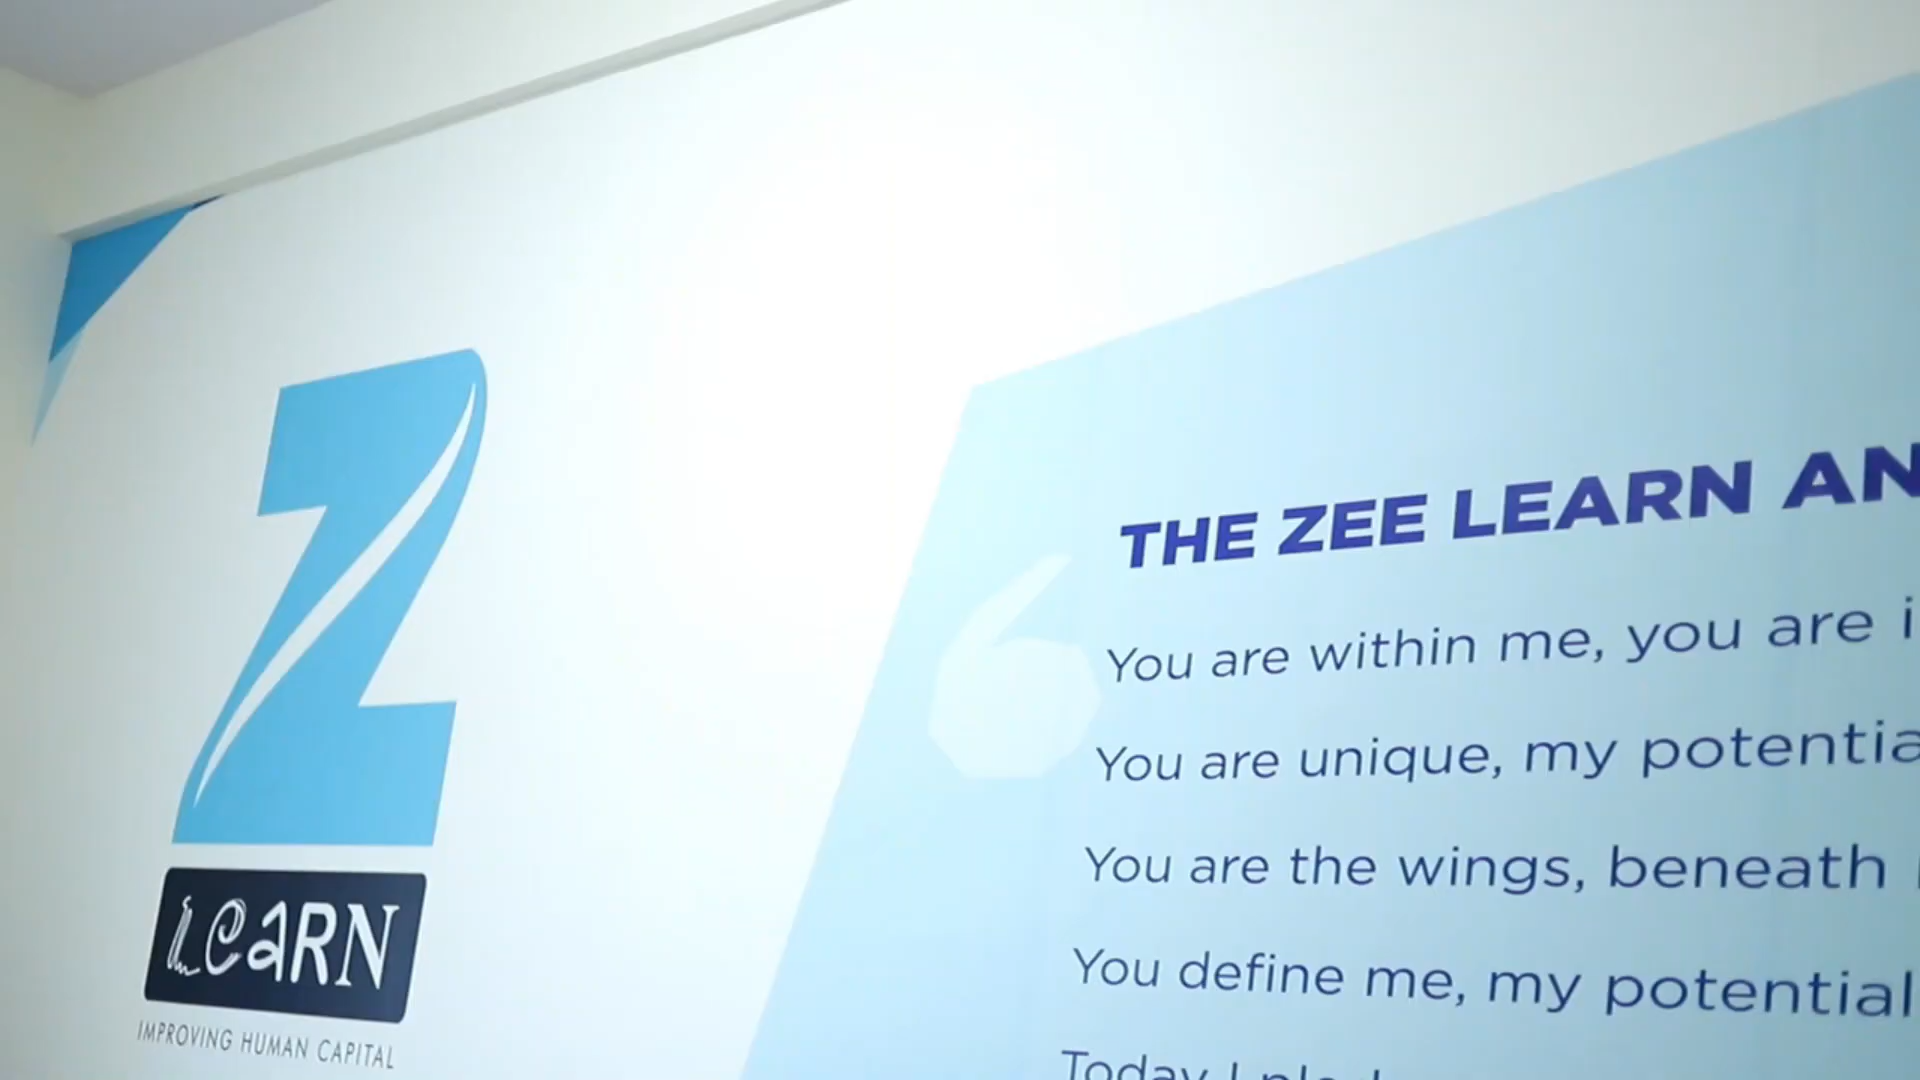 Z
LEARN
IMPROVING HUMAN CAPITAL
THE ZEE LEARN AN
You are within me, you are i
You are unique, my potentia
You are the wings, beneath
You define me, my potential
Today I